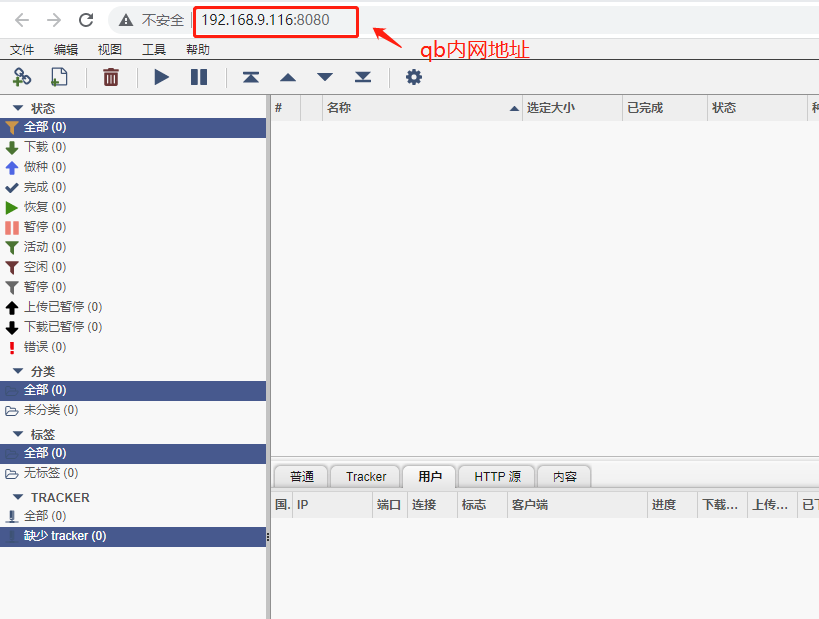 不安全 192.168.9.116:8080
qb内网地址
文件 编辑 视图 工具 帮助
# 名称 选定大小 已完成 状态 种
状态
全部 (0)
下载 (0)
做种 (0)
完成 (0)
恢复 (0)
暂停 (0)
活动 (0)
空闲 (0)
暂停 (0)
上传已暂停 (0)
下载已暂停 (0)
错误 (0)
分类
全部 (0)
未分类 (0)
标签
全部 (0)
无标签 (0)
TRACKER
全部 (0)
缺少 tracker (0)
普通 Tracker 用户 HTTP 源 内容
国. IP 端口 连接 标志 客户端 进度 下载... 上传... 已下